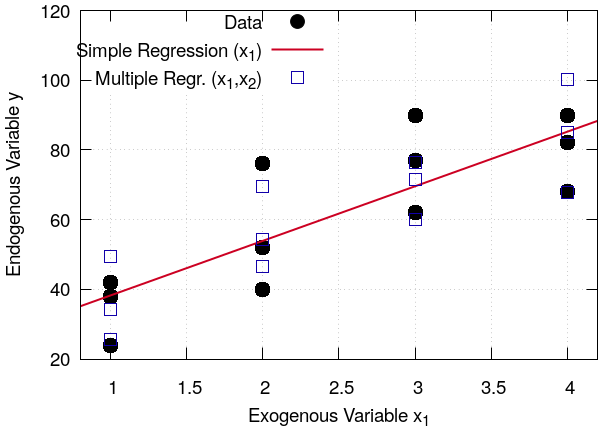 120
100
80
60
40
20
Endogenous Variable y
Data
Simple Regression (x1)
Multiple Regr. (x1,x2)
1 1.5 2 2.5 3 3.5 4
Exogenous Variable x1